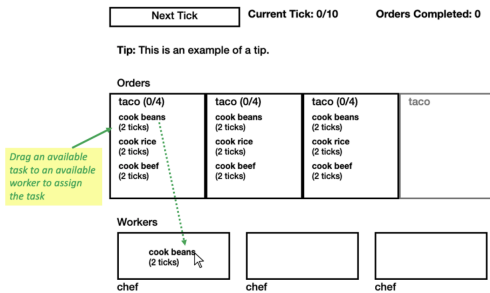 Next Tick Current Tick: 0/10 Orders Completed: 0
Tip: This is an example of a tip.
Orders
taco (0/4) taco (0/4) taco (0/4) taco
cook beans cook beans cook beans
(2 ticks) (2 ticks) (2 ticks)
cook rice cook rice cook rice
(2 ticks) (2 ticks) (2 ticks)
cook beef cook beef cook beef
(2 ticks) (2 ticks) (2 ticks)
Drag an available
task to an available
worker to assign
the task
Workers
cook beans
(2 ticks)
chef chef chef